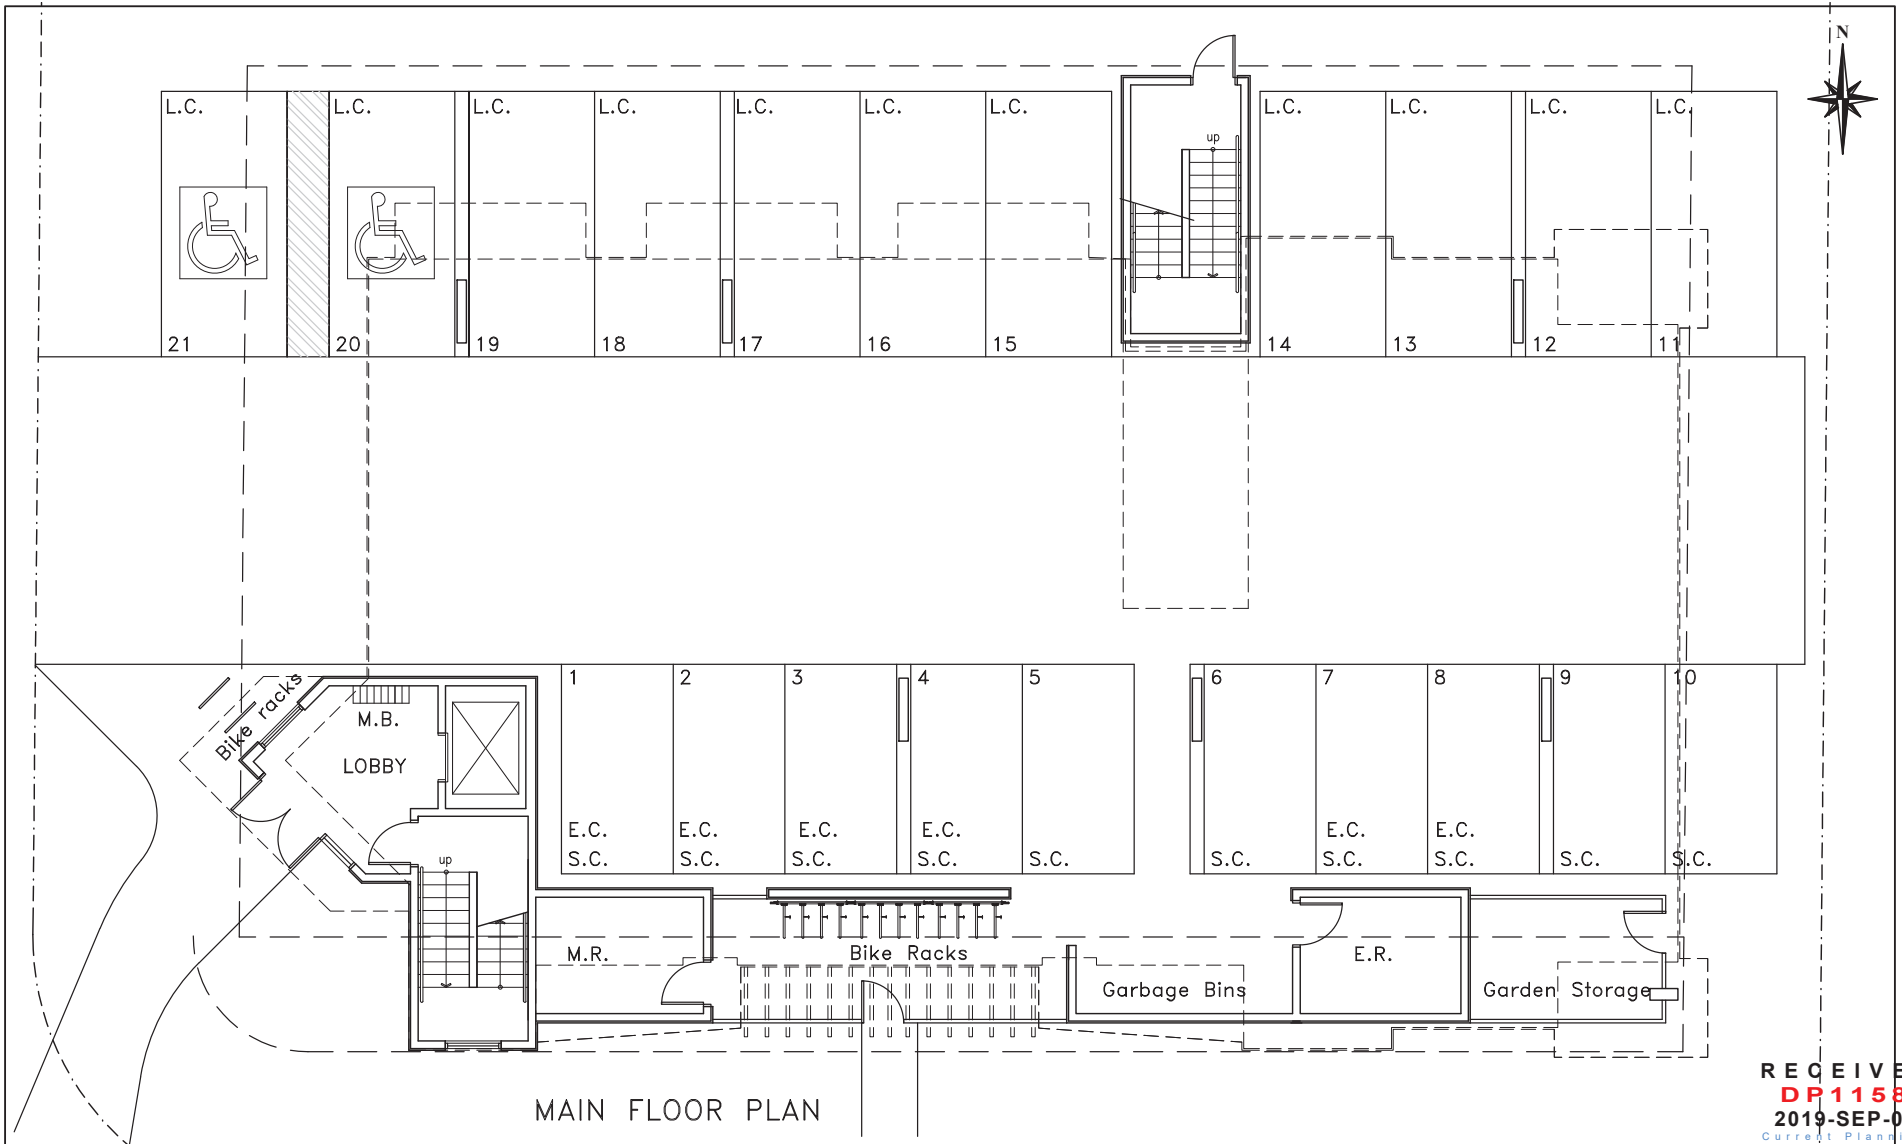 N
L.C. L.C. L.C. L.C. L.C. L.C. L.C. L.C. L.C. L.C. L.C.
up
21 20 19 18 17 16 15 14 13 12 11
1 2 3 4 5 6 7 8 9 10
Bike racks
M.B.
LOBBY
E.C. E.C. E.C. E.C. E.C. E.C.
S.C. S.C. S.C. S.C. S.C. S.C. S.C. S.C. S.C. S.C.
up
M.R. Bike Racks E.R.
Garbage Bins Garden Storage
MAIN FLOOR PLAN
RECEIVE
DP1158
2019-SEP-0
Current Plann